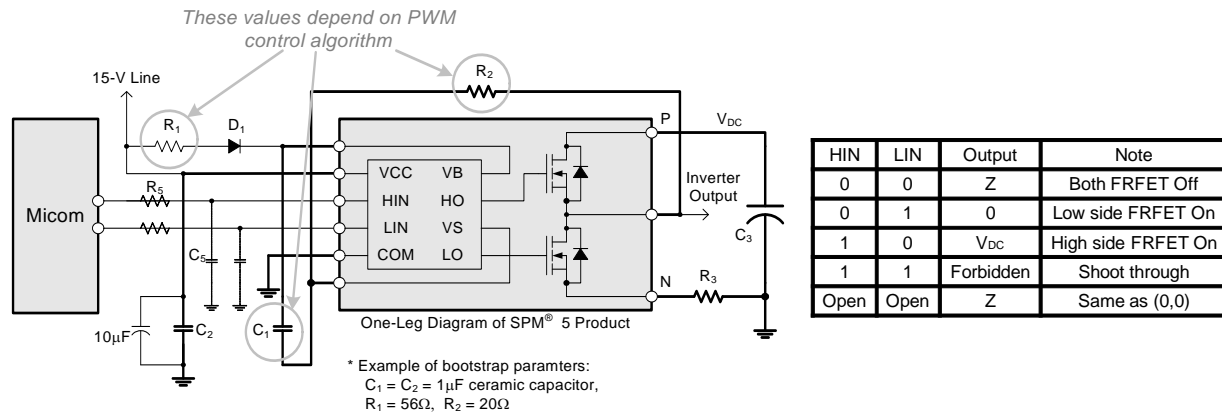 These values depend on PWM
control algorithm
15-V Line
R1
D1
R2
P
VDC
Micom
R5
VCC
VB
HIN
HO
LIN
VS
COM
LO
Inverter
Output
C5
C3
N
R3
10μF
C2
C1
One-Leg Diagram of SPM® 5 Product
* Example of bootstrap paramters:
C1 = C2 = 1μF ceramic capacitor,
R1 = 56Ω, R2 = 20Ω
HIN LIN Output Note
0 0 Z Both FRFET Off
0 1 0 Low side FRFET On
1 0 VDC High side FRFET On
1 1 Forbidden Shoot through
Open Open Z Same as (0,0)